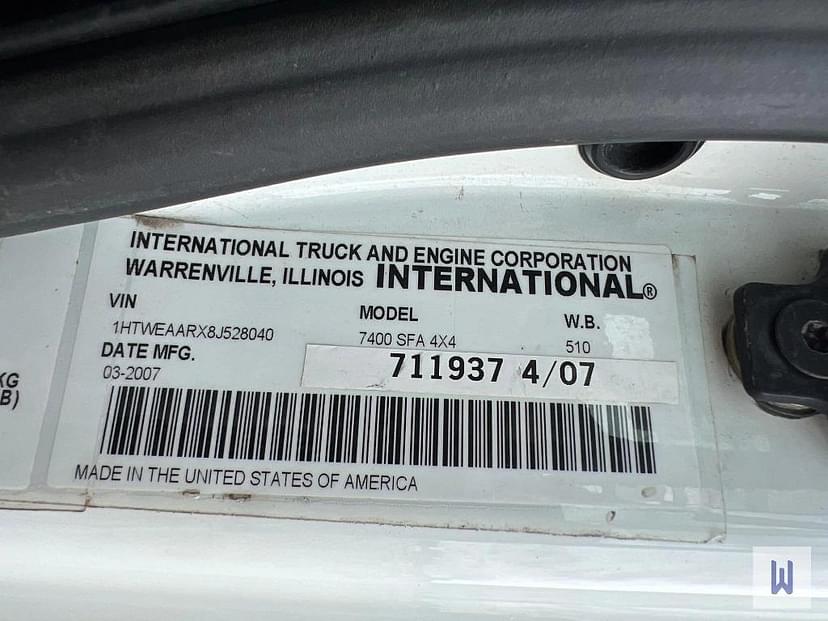 INTERNATIONAL TRUCK AND ENGINE CORPORATION
WARRENVILLE, ILLINOIS INTERNATIONAL®
VIN MODEL W.B.
1HTWEAARX8J528040 7400 SFA 4X4 510
DATE MFG.
03-2007 711937 4/07
KG
B)
MADE IN THE UNITED STATES OF AMERICA
W